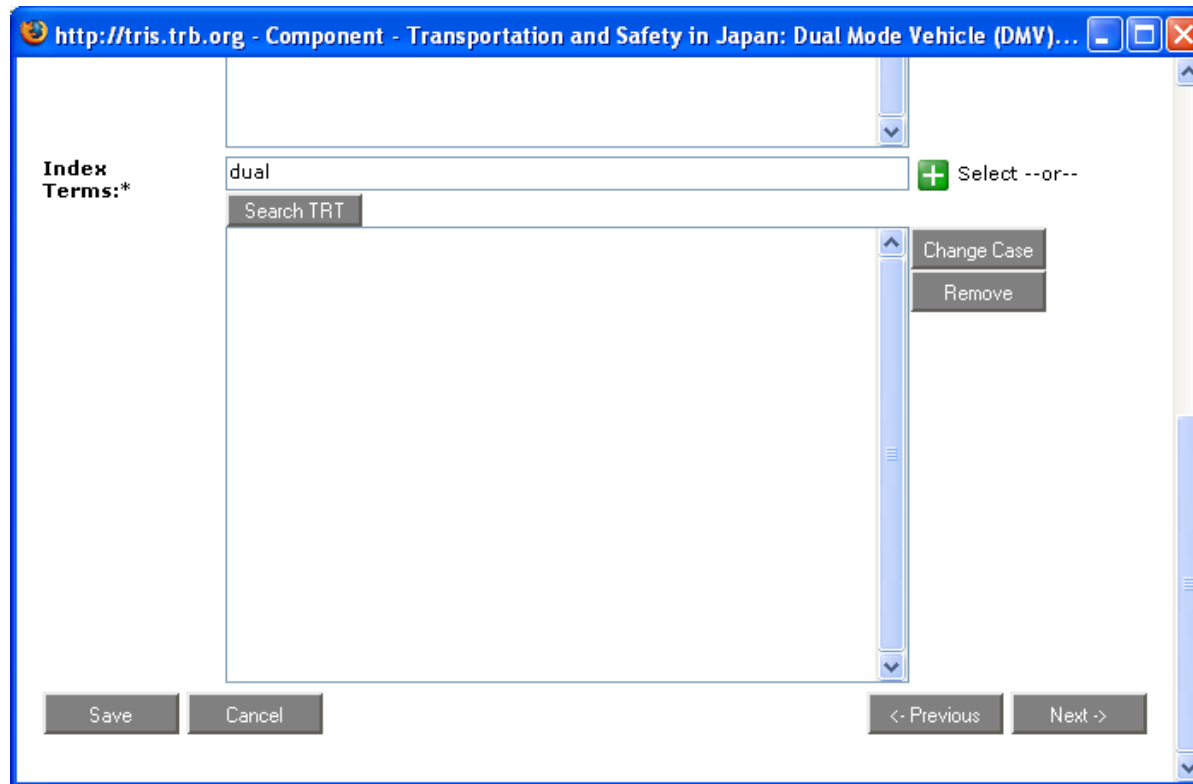 http://tris.trb.org - Component - Transportation and Safety in Japan: Dual Mode Vehicle (DMV)...
Index
Terms:*
dual
Select --or--
Search TRT
Change Case
Remove
Save
Cancel
<- Previous
Next ->